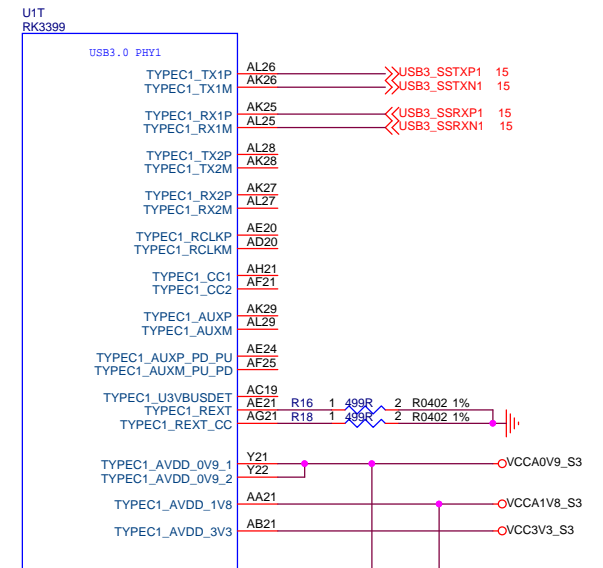 U1T
RK3399
USB3.0 PHY1
TYPEC1_TX1P AL26 USB3_SSTXP1 15
TYPEC1_TX1M AK26 USB3_SSTXN1 15
TYPEC1_RX1P AK25 USB3_SSRXP1 15
TYPEC1_RX1M AL25 USB3_SSRXN1 15
TYPEC1_TX2P AL28
TYPEC1_TX2M AK28
TYPEC1_RX2P AK27
TYPEC1_RX2M AL27
TYPEC1_RCLKP AE20
TYPEC1_RCLKM AD20
TYPEC1_CC1 AH21
TYPEC1_CC2 AF21
TYPEC1_AUXP AK29
TYPEC1_AUXM AL29
TYPEC1_AUXP_PD_PU AE24
TYPEC1_AUXM_PU_PD AF25
TYPEC1_U3VBUSDET AC19
TYPEC1_REXT AE21 R16 1 499R 2 R0402 1%
TYPEC1_REXT_CC AG21 R18 1 499R 2 R0402 1%
TYPEC1_AVDD_0V9_1 Y21 VCCA0V9_S3
TYPEC1_AVDD_0V9_2 Y22
TYPEC1_AVDD_1V8 AA21 VCCA1V8_S3
TYPEC1_AVDD_3V3 AB21 VCC3V3_S3